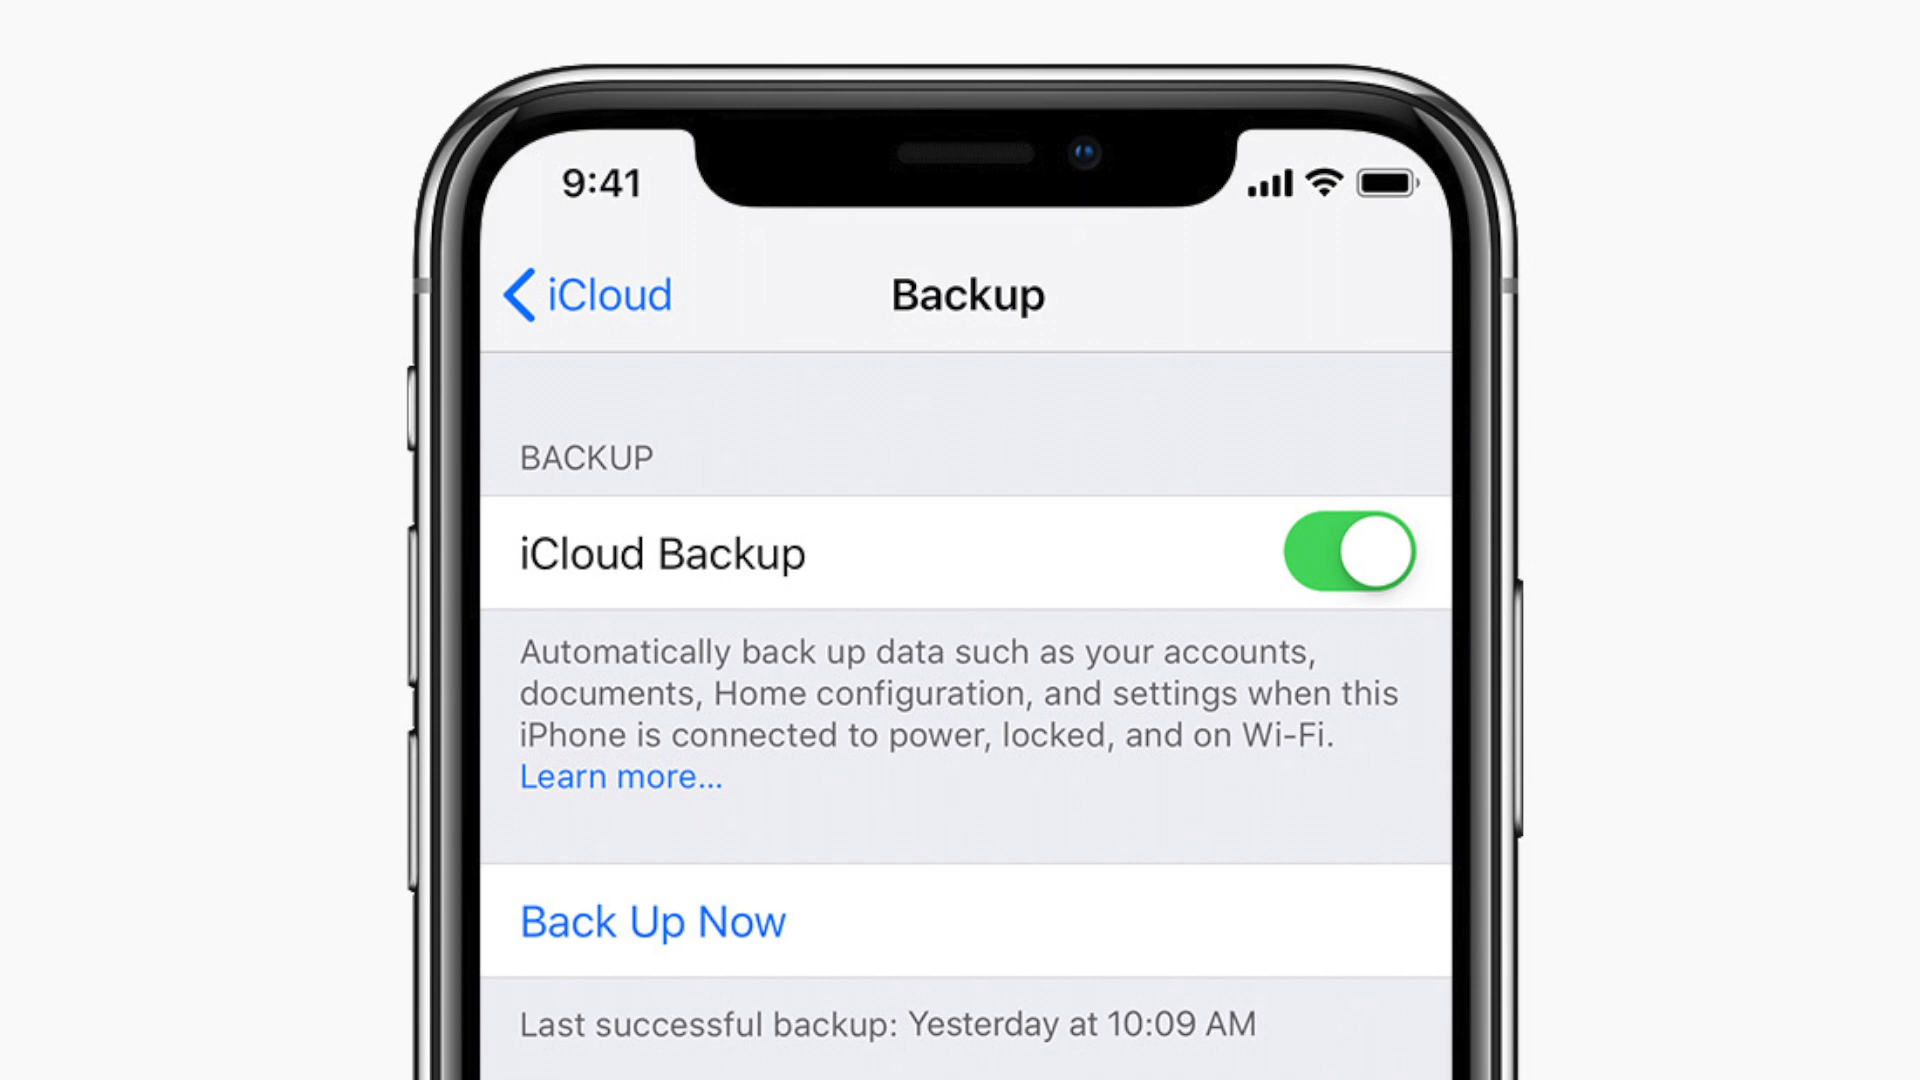 9:41
iCloud
Backup
BACKUP
iCloud Backup
Automatically back up data such as your accounts,
documents, Home configuration, and settings when this
iPhone is connected to power, locked, and on Wi-Fi.
Learn more...
Back Up Now
Last successful backup: Yesterday at 10:09 AM